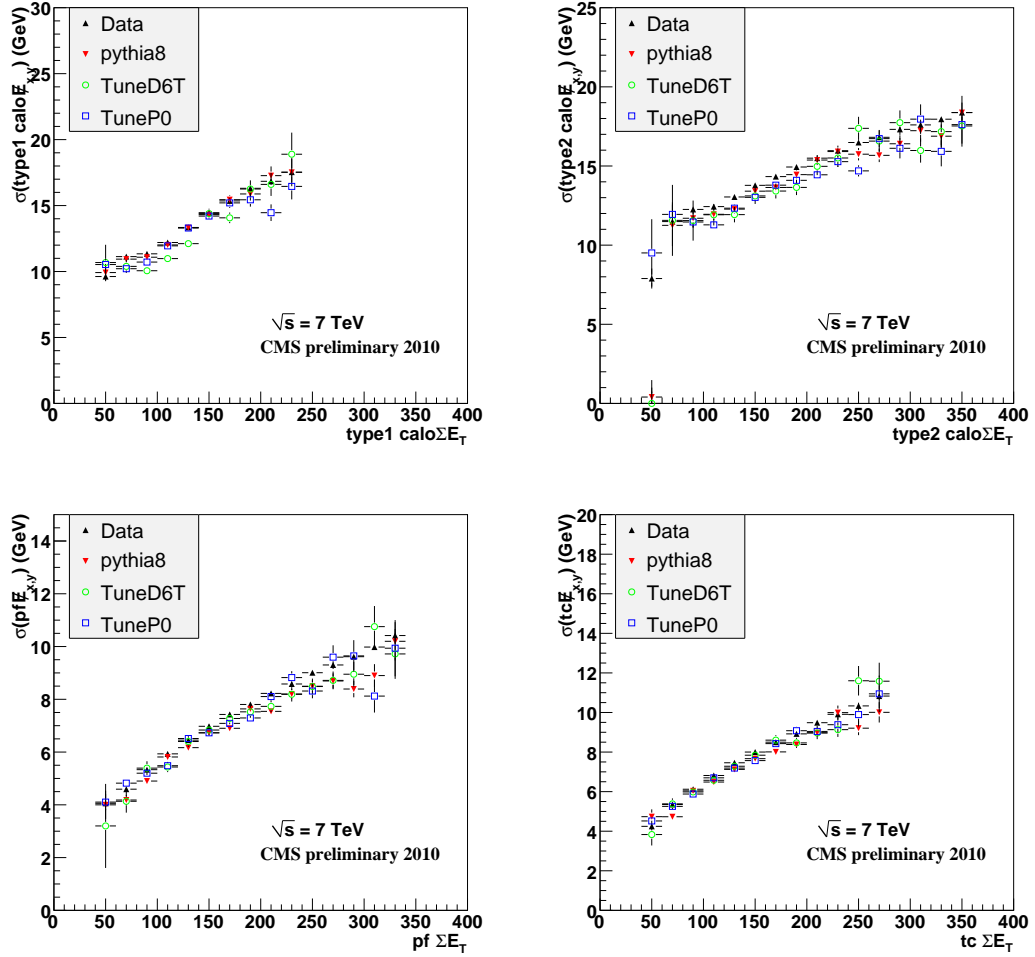 σ(type1 caloE̸x,y) (GeV)
30
25
20
15
10
5
0
Data
pythia8
TuneD6T
TuneP0
√s = 7 TeV
CMS preliminary 2010
0 50 100 150 200 250 300 350 400
type1 caloΣET
σ(type2 caloE̸x,y) (GeV)
25
20
15
10
5
0
Data
pythia8
TuneD6T
TuneP0
√s = 7 TeV
CMS preliminary 2010
0 50 100 150 200 250 300 350 400
type2 caloΣET
σ(pfE̸x,y) (GeV)
14
12
10
8
6
4
2
0
Data
pythia8
TuneD6T
TuneP0
√s = 7 TeV
CMS preliminary 2010
0 50 100 150 200 250 300 350 400
pf ΣET
σ(tcE̸x,y) (GeV)
20
18
16
14
12
10
8
6
4
2
0
Data
pythia8
TuneD6T
TuneP0
√s = 7 TeV
CMS preliminary 2010
0 50 100 150 200 250 300 350 400
tc ΣET